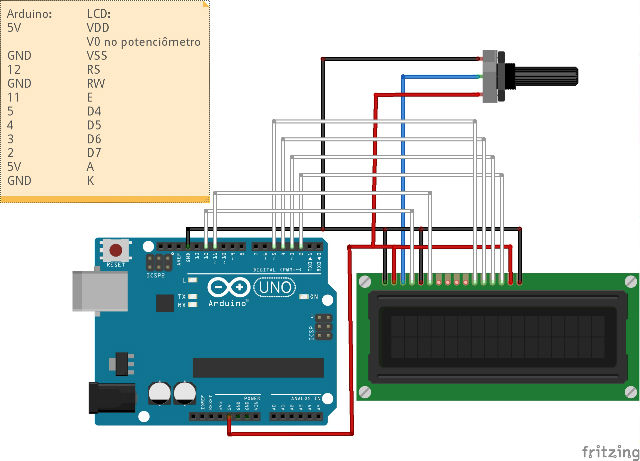 Arduino: LCD:
5V VDD
V0 no potenciômetro
GND VSS
12 RS
GND RW
11 E
5 D4
4 D5
3 D6
2 D7
5V A
GND K
RESET
ICSP2
L
TX
RX
DIGITAL (PWM~)
UNO
Arduino
ON
ICSP
POWER
ANALOG IN
fritzing